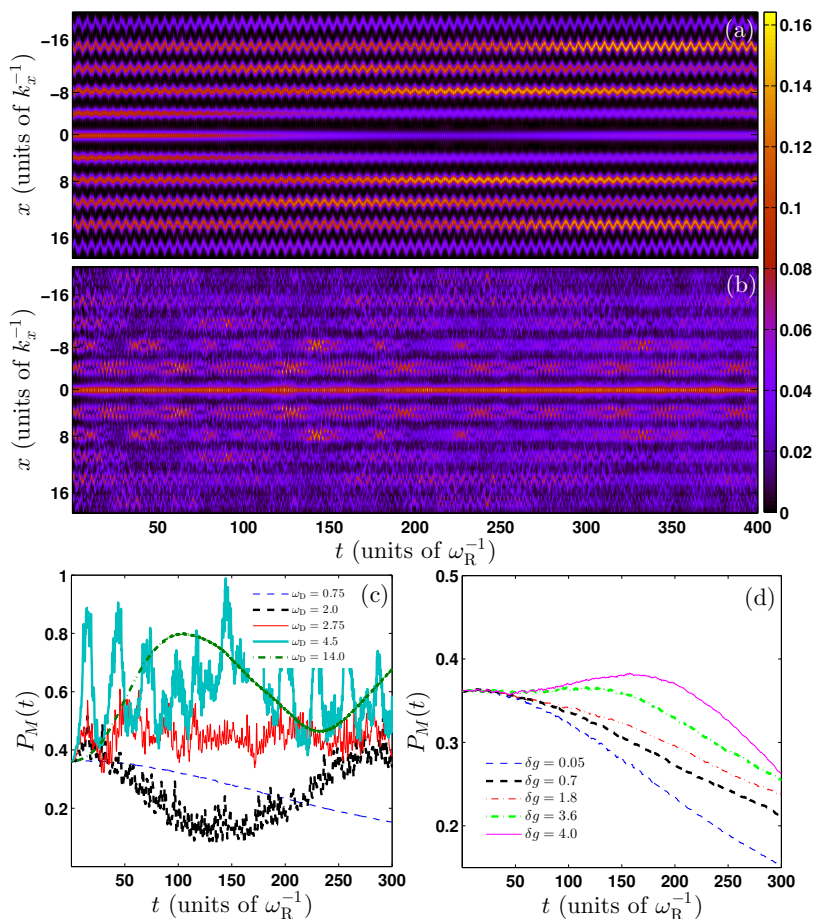 (a)
x (units of k_x^{-1})
-16
-8
0
8
16
0.16
0.14
0.12
0.1
0.08
0.06
0.04
0.02
0
(b)
x (units of k_x^{-1})
-16
-8
0
8
16
50 100 150 200 250 300 350 400
t (units of ω_R^{-1})
(c)
P_M(t)
1
0.8
0.6
0.4
0.2
ω_D = 0.75
ω_D = 2.0
ω_D = 2.75
ω_D = 4.5
ω_D = 14.0
50 100 150 200 250 300
t (units of ω_R^{-1})
(d)
P_M(t)
0.5
0.4
0.3
0.2
δg = 0.05
δg = 0.7
δg = 1.8
δg = 3.6
δg = 4.0
50 100 150 200 250 300
t (units of ω_R^{-1})